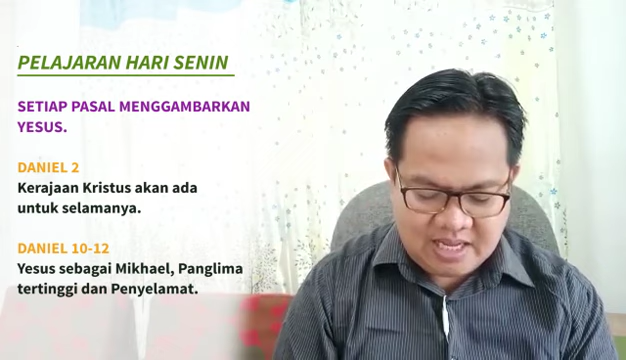 PELAJARAN HARI SENIN
SETIAP PASAL MENGGAMBARKAN
YESUS.
DANIEL 2
Kerajaan Kristus akan ada
untuk selamanya.
DANIEL 10-12
Yesus sebagai Mikhael, Panglima
tertinggi dan Penyelamat.